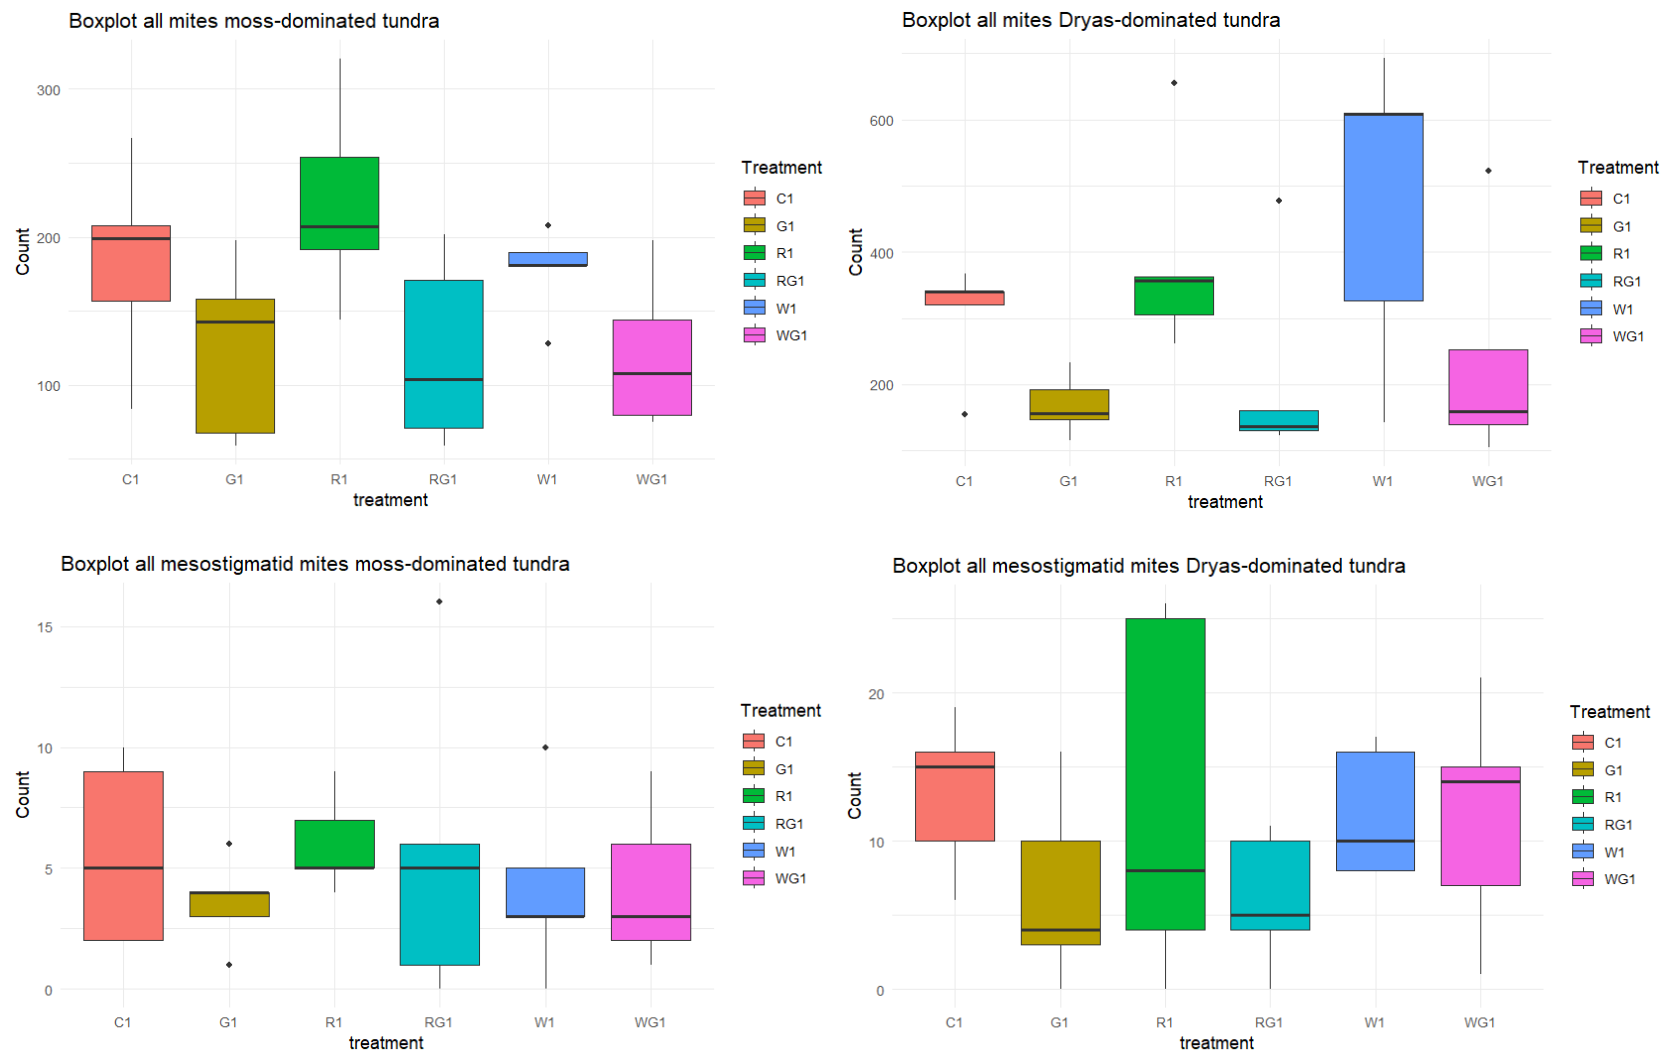 Boxplot all mites moss-dominated tundra
Count
300
200
100
C1 G1 R1 RG1 W1 WG1
treatment
Treatment
C1
G1
R1
RG1
W1
WG1
Boxplot all mites Dryas-dominated tundra
Count
600
400
200
C1 G1 R1 RG1 W1 WG1
treatment
Treatment
C1
G1
R1
RG1
W1
WG1
Boxplot all mesostigmatid mites moss-dominated tundra
Count
15
10
5
0
C1 G1 R1 RG1 W1 WG1
treatment
Treatment
C1
G1
R1
RG1
W1
WG1
Boxplot all mesostigmatid mites Dryas-dominated tundra
Count
20
10
0
C1 G1 R1 RG1 W1 WG1
treatment
Treatment
C1
G1
R1
RG1
W1
WG1